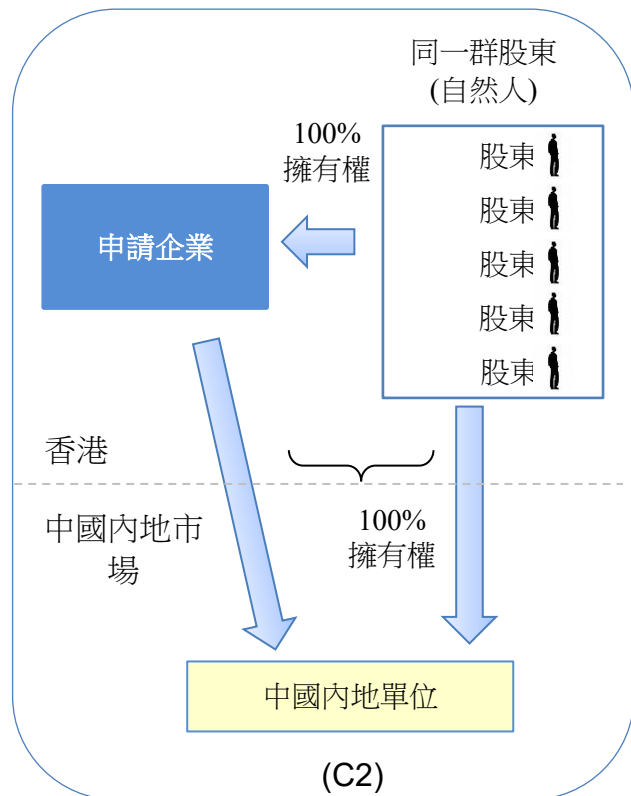 同一群股東
(自然人)
100%
擁有權
股東
股東
股東
股東
股東
申請企業
香港
中國內地市
場
100%
擁有權
中國內地單位
(C2)